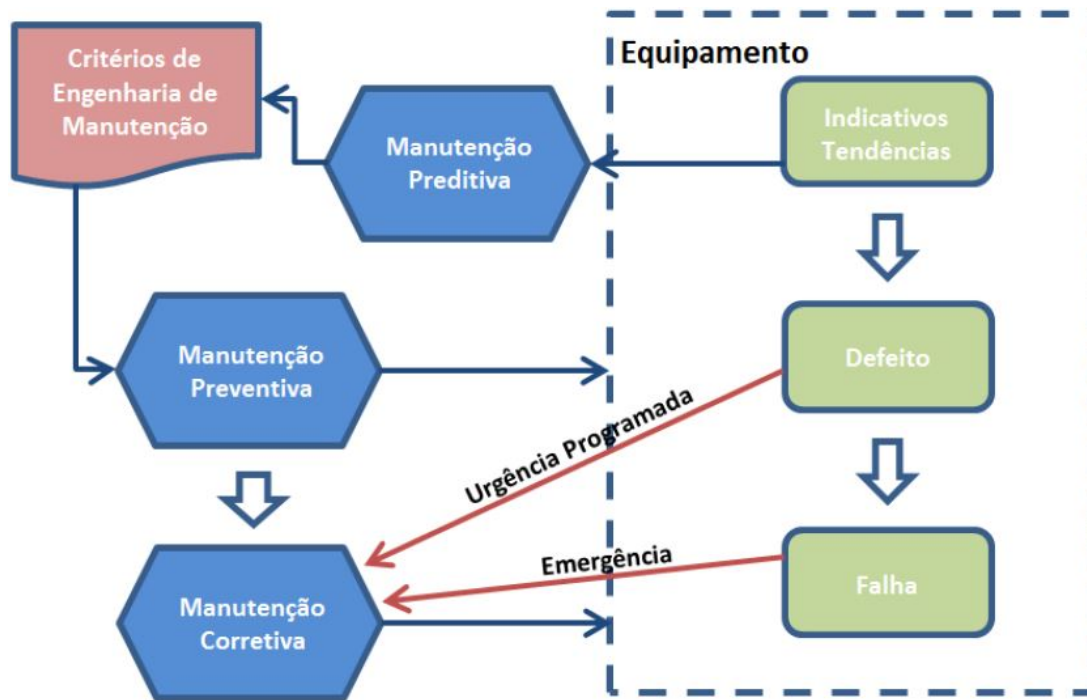 Critérios de
Engenharia de
Manutenção
Equipamento
Manutenção
Preditiva
Indicativos
Tendências
Manutenção
Preventiva
Defeito
Urgência Programada
Emergência
Manutenção
Corretiva
Falha